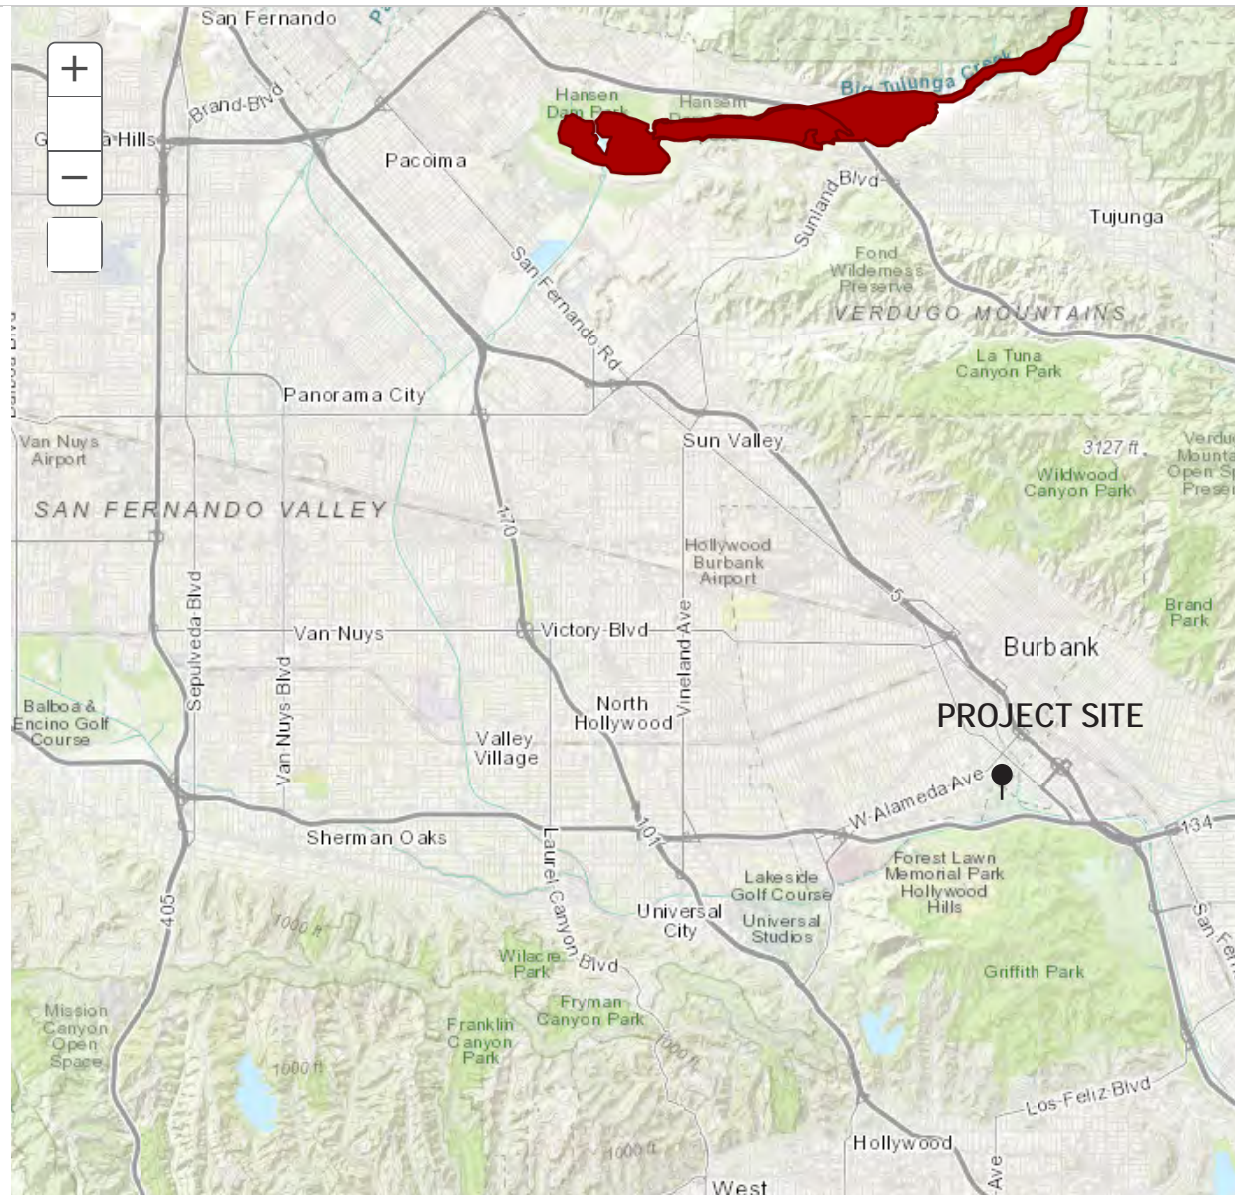 San Fernando
Brand Blvd
Hills
Pacoima
Hansen
Dam Park
Big Tujunga Creek
Sunland Blvd
Tujunga
Fond
Wilderness
Preserve
VERDUGO MOUNTAINS
La Tuna
Canyon Park
San Fernando Rd
Panorama City
Sun Valley
3127 ft
Wildwood
Canyon Park
Van Nuys
Airport
SAN FERNANDO VALLEY
170
Hollywood
Burbank
Airport
5
Brand
Park
Sepulveda Blvd
Van Nuys
Victory Blvd
Vineland Ave
Burbank
Van Nuys Blvd
Balboa &
Encino Golf
Course
North
Hollywood
PROJECT SITE
Valley
Village
W Alameda Ave
Sherman Oaks
101
134
Laurel Canyon Blvd
Lakeside
Golf Course
Forest Lawn
Memorial Park
Hollywood
Hills
405
1000 ft
Universal
City
Universal
Studios
San Fern
Wilacre
Park
Griffith Park
Fryman
Canyon Park
Mission
Canyon
Open
Space
Franklin
Canyon
Park
1000 ft
1000 ft
Los Feliz Blvd
Hollywood
1000 ft
Ave
West